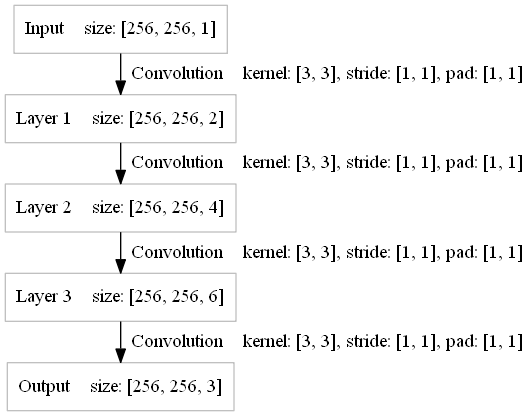 Input size: [256, 256, 1]
Convolution kernel: [3, 3], stride: [1, 1], pad: [1, 1]
Layer 1 size: [256, 256, 2]
Convolution kernel: [3, 3], stride: [1, 1], pad: [1, 1]
Layer 2 size: [256, 256, 4]
Convolution kernel: [3, 3], stride: [1, 1], pad: [1, 1]
Layer 3 size: [256, 256, 6]
Convolution kernel: [3, 3], stride: [1, 1], pad: [1, 1]
Output size: [256, 256, 3]